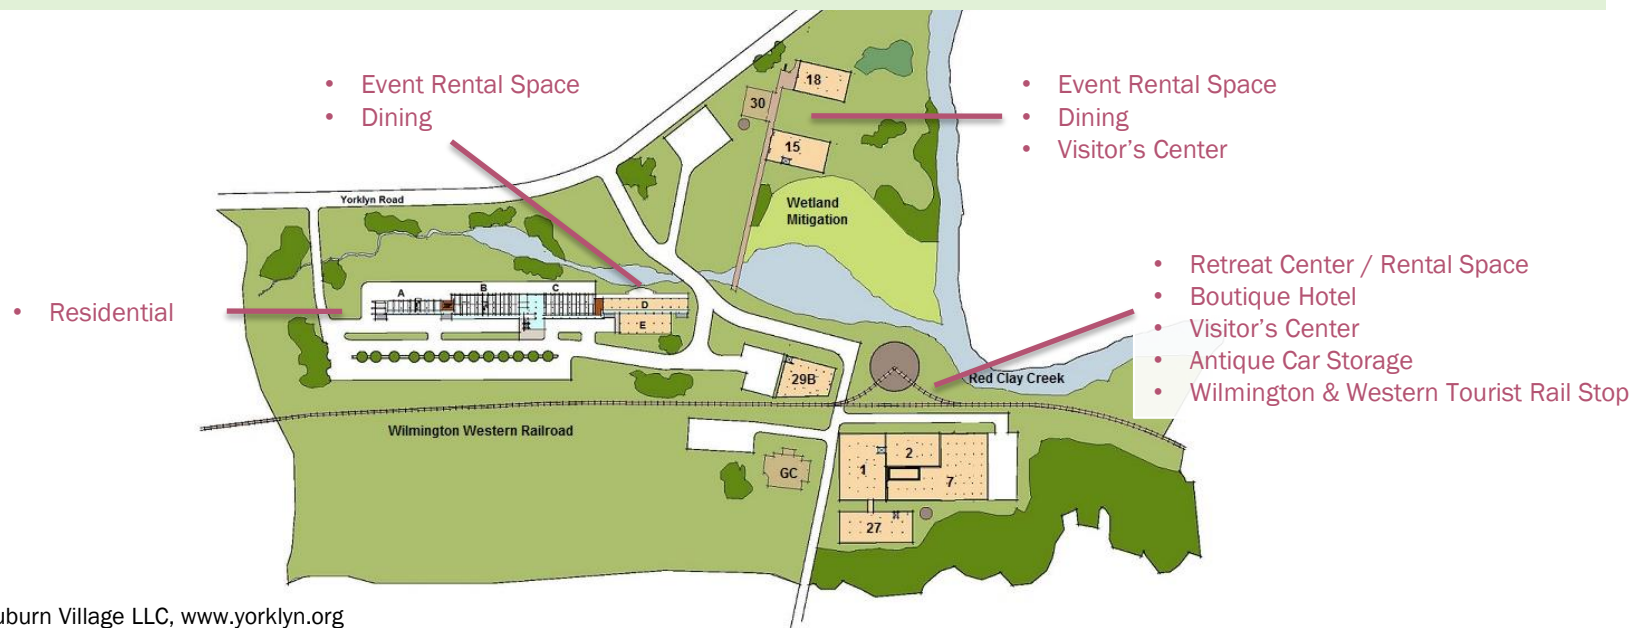 • Event Rental Space
• Dining
• Event Rental Space
• Dining
• Visitor's Center
18
30
15
Yorklyn Road
Wetland
Mitigation
• Residential
A
B
C
D
E
• Retreat Center / Rental Space
• Boutique Hotel
• Visitor's Center
• Antique Car Storage
• Wilmington & Western Tourist Rail Stop
29B
Red Clay Creek
Wilmington Western Railroad
GC
1
2
7
27
uburn Village LLC, www.yorklyn.org